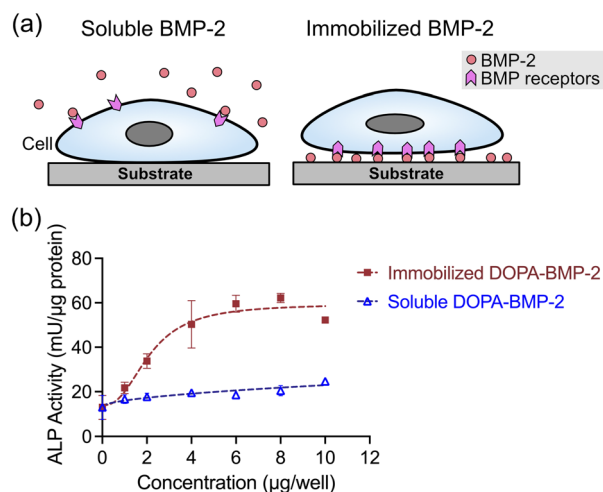 (a)
Soluble BMP-2
Immobilized BMP-2
BMP-2
BMP receptors
Cell
Substrate
Substrate
(b)
ALP Activity (mU/µg protein)
80
60
40
20
0
0
2
4
6
8
10
12
Concentration (µg/well)
Immobilized DOPA-BMP-2
Soluble DOPA-BMP-2